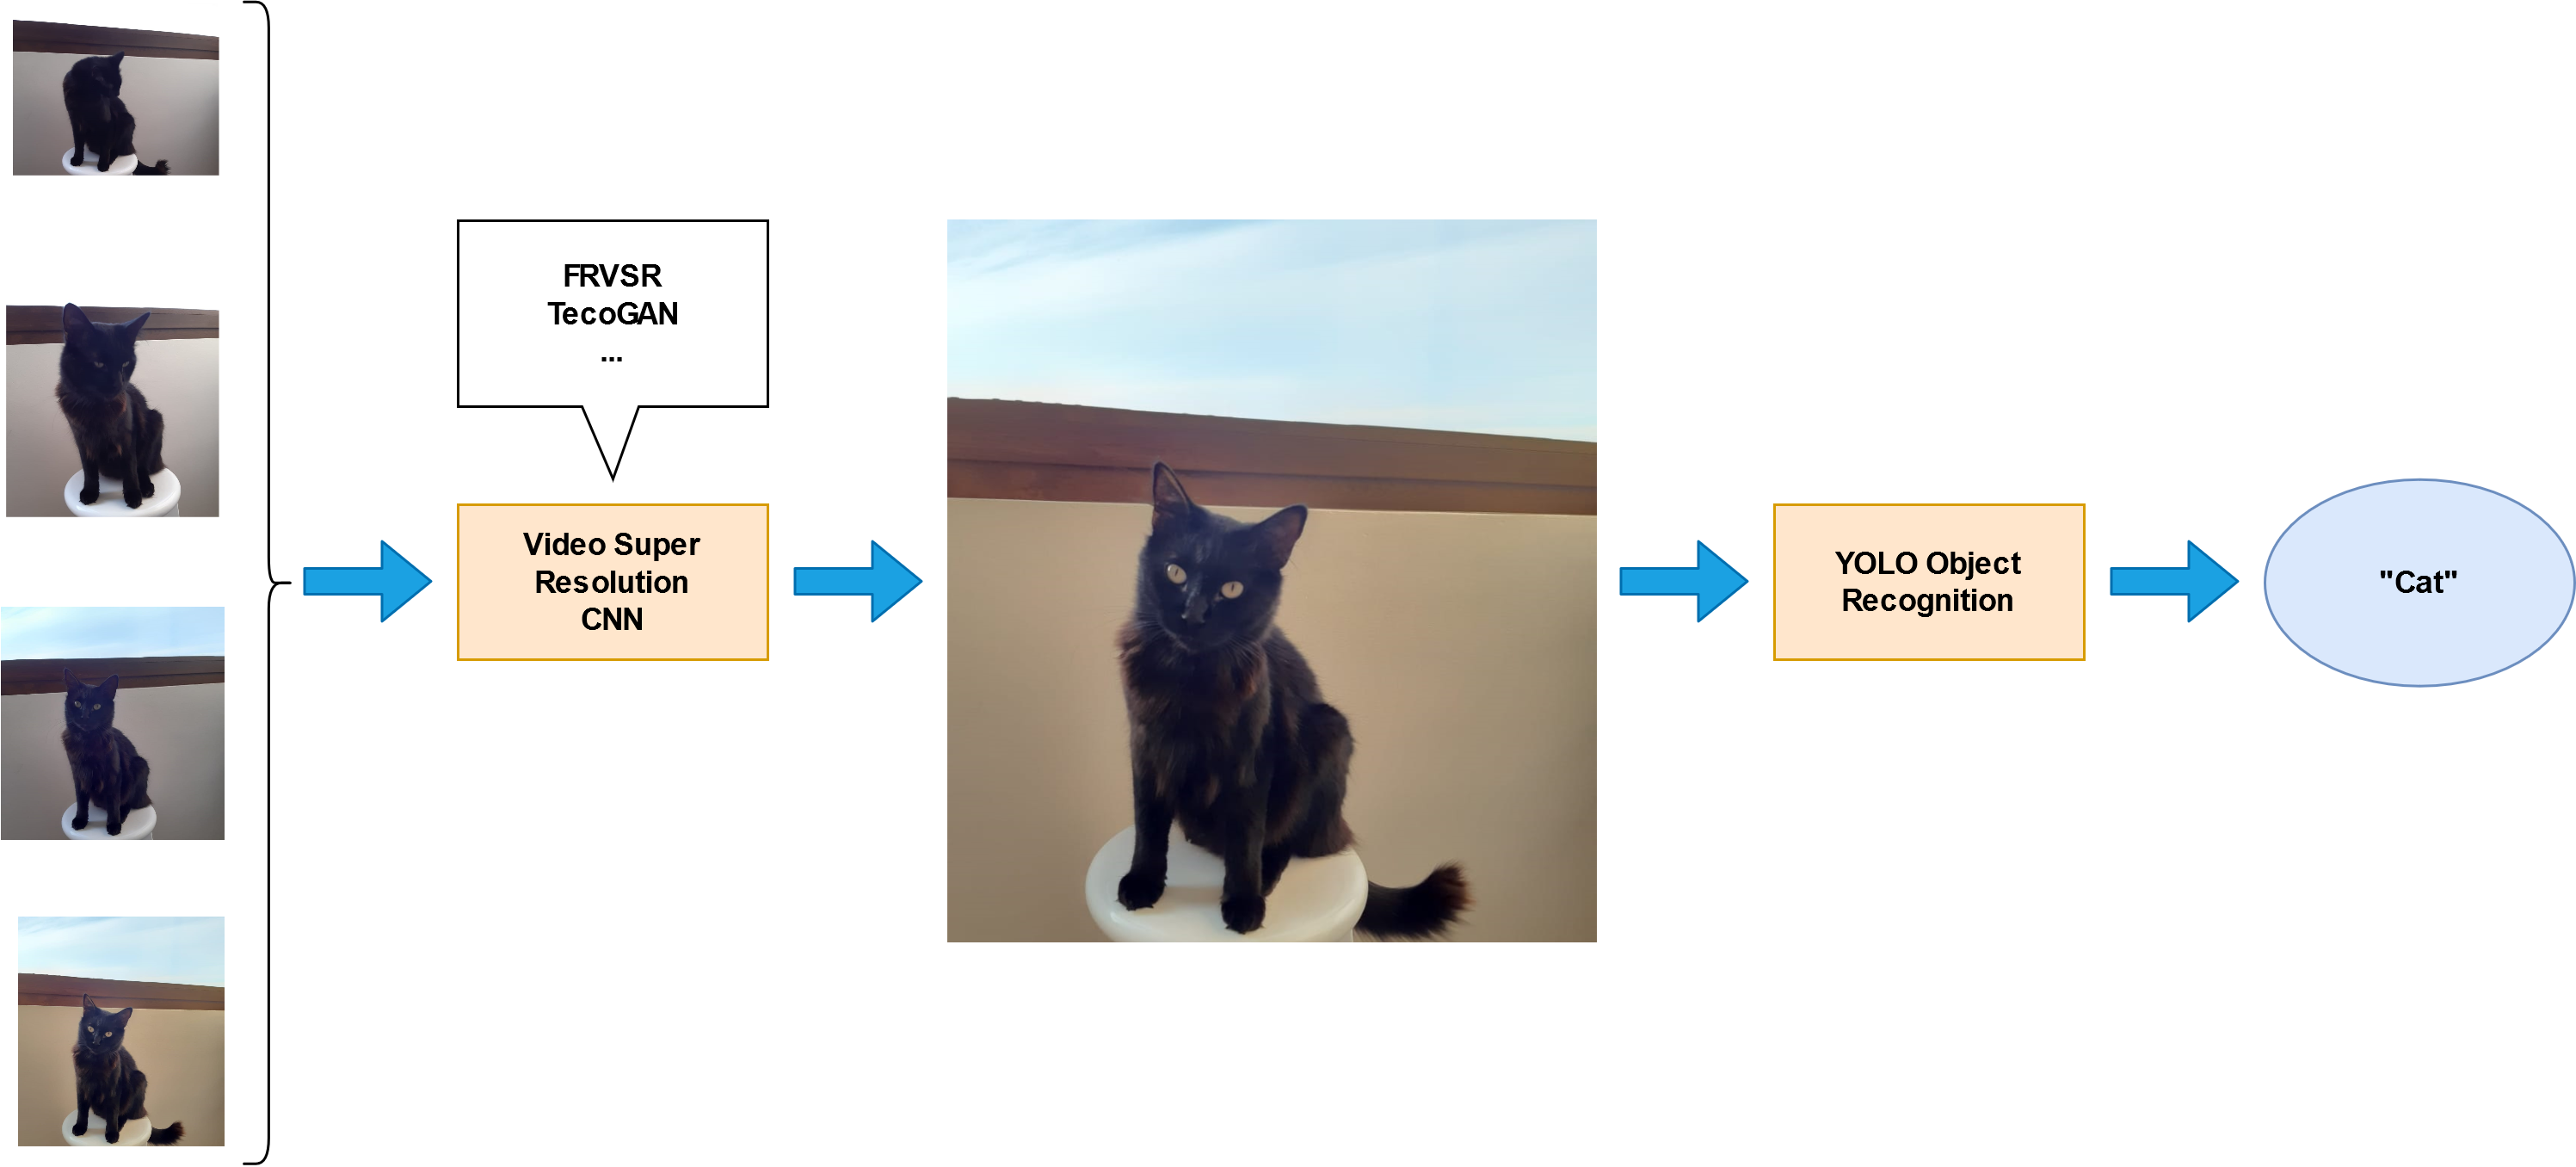 FRVSR
TecoGAN
...
Video Super
Resolution
CNN
YOLO Object
Recognition
"Cat"